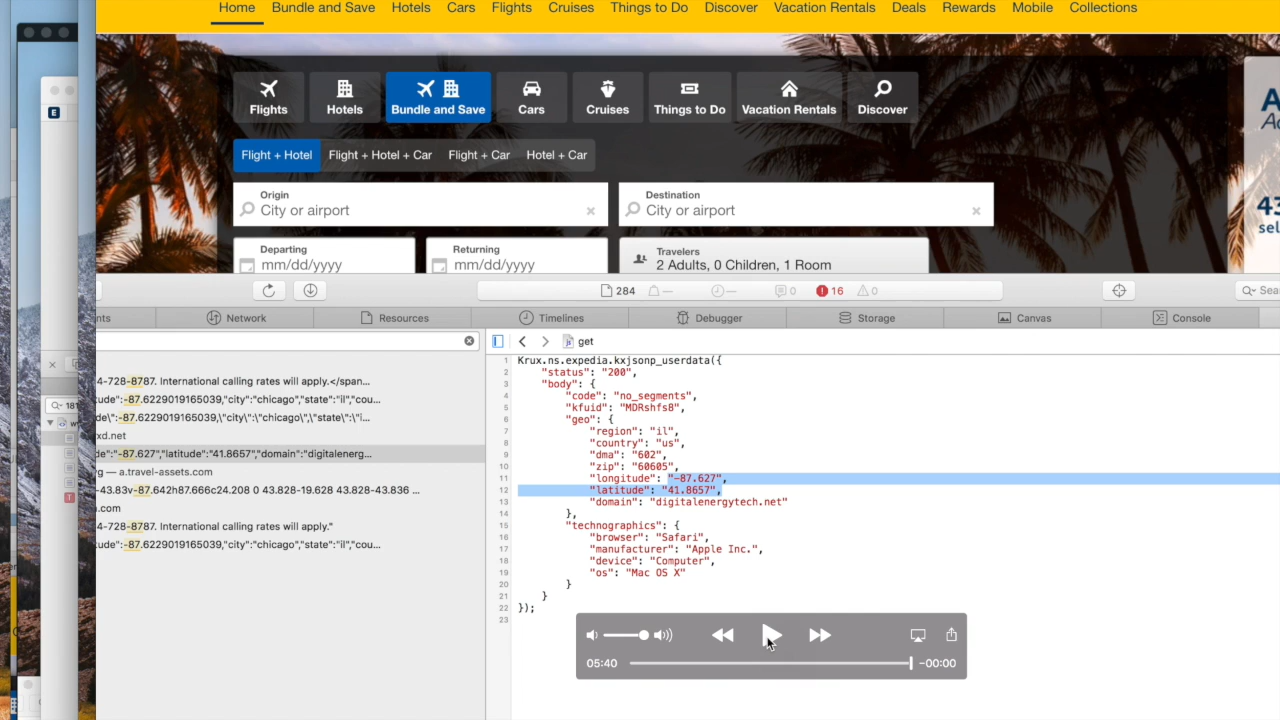 Home Bundle and Save Hotels Cars Flights Cruises Things to Do Discover Vacation Rentals Deals Rewards Mobile Collections
Flights Hotels Bundle and Save Cars Cruises Things to Do Vacation Rentals Discover
Flight + Hotel Flight + Hotel + Car Flight + Car Hotel + Car
Origin
City or airport
Destination
City or airport
Departing
mm/dd/yyyy
Returning
mm/dd/yyyy
Travelers
2 Adults, 0 Children, 1 Room
43
sel
E
284 — — 0 16 0
Sea
nts Network Resources Timelines Debugger Storage Canvas Console
181
4-728-8787. International calling rates will apply.</span...
ude":-87.6229019165039,"city":"chicago","state":"il","cou...
de\":-87.6229019165039,\"city\":\"chicago\",\"state\":\"i...
xd.net
de":"-87.627","latitude":"41.8657","domain":"digitalenerg...
g — a.travel-assets.com
-43.83v-87.642h87.666c24.208 0 43.828-19.628 43.828-43.836 ...
.com
4-728-8787. International calling rates will apply."
ude":-87.6229019165039,"city":"chicago","state":"il","cou...
get
1 Krux.ns.expedia.kxjsonp_userdata({
2 "status": "200",
3 "body": {
4 "code": "no_segments",
5 "kfuid": "MDRshfs8",
6 "geo": {
7 "region": "il",
8 "country": "us",
9 "dma": "602",
10 "zip": "60605",
11 "longitude": "-87.627",
12 "latitude": "41.8657",
13 "domain": "digitalenergytech.net"
14 },
15 "technographics": {
16 "browser": "Safari",
17 "manufacturer": "Apple Inc.",
18 "device": "Computer",
19 "os": "Mac OS X"
20 }
21 }
22 });
23
05:40 -00:00